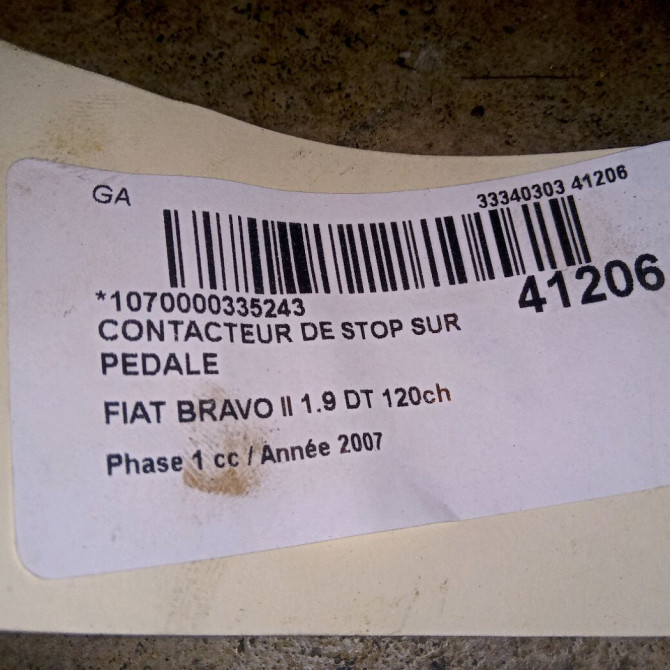 GA
33340303 41206
*1070000335243
41206
CONTACTEUR DE STOP SUR
PEDALE
FIAT BRAVO II 1.9 DT 120ch
Phase 1 cc / Année 2007